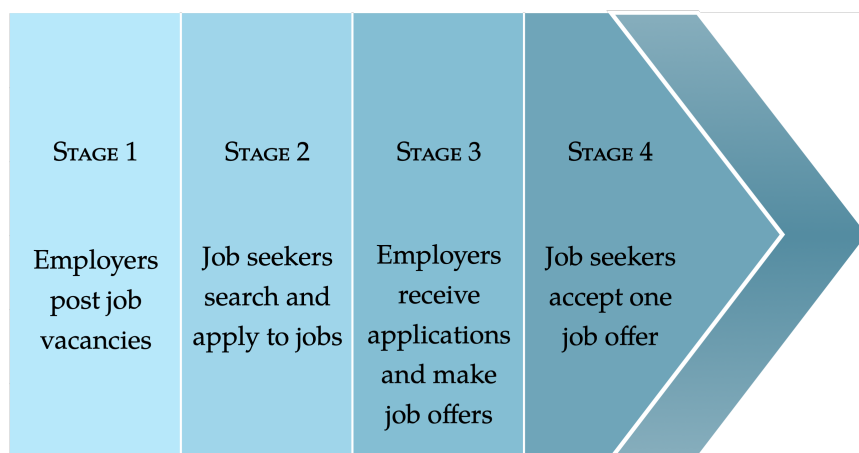 STAGE 1
Employers
post job
vacancies
STAGE 2
Job seekers
search and
apply to jobs
STAGE 3
Employers
receive
applications
and make
job offers
STAGE 4
Job seekers
accept one
job offer